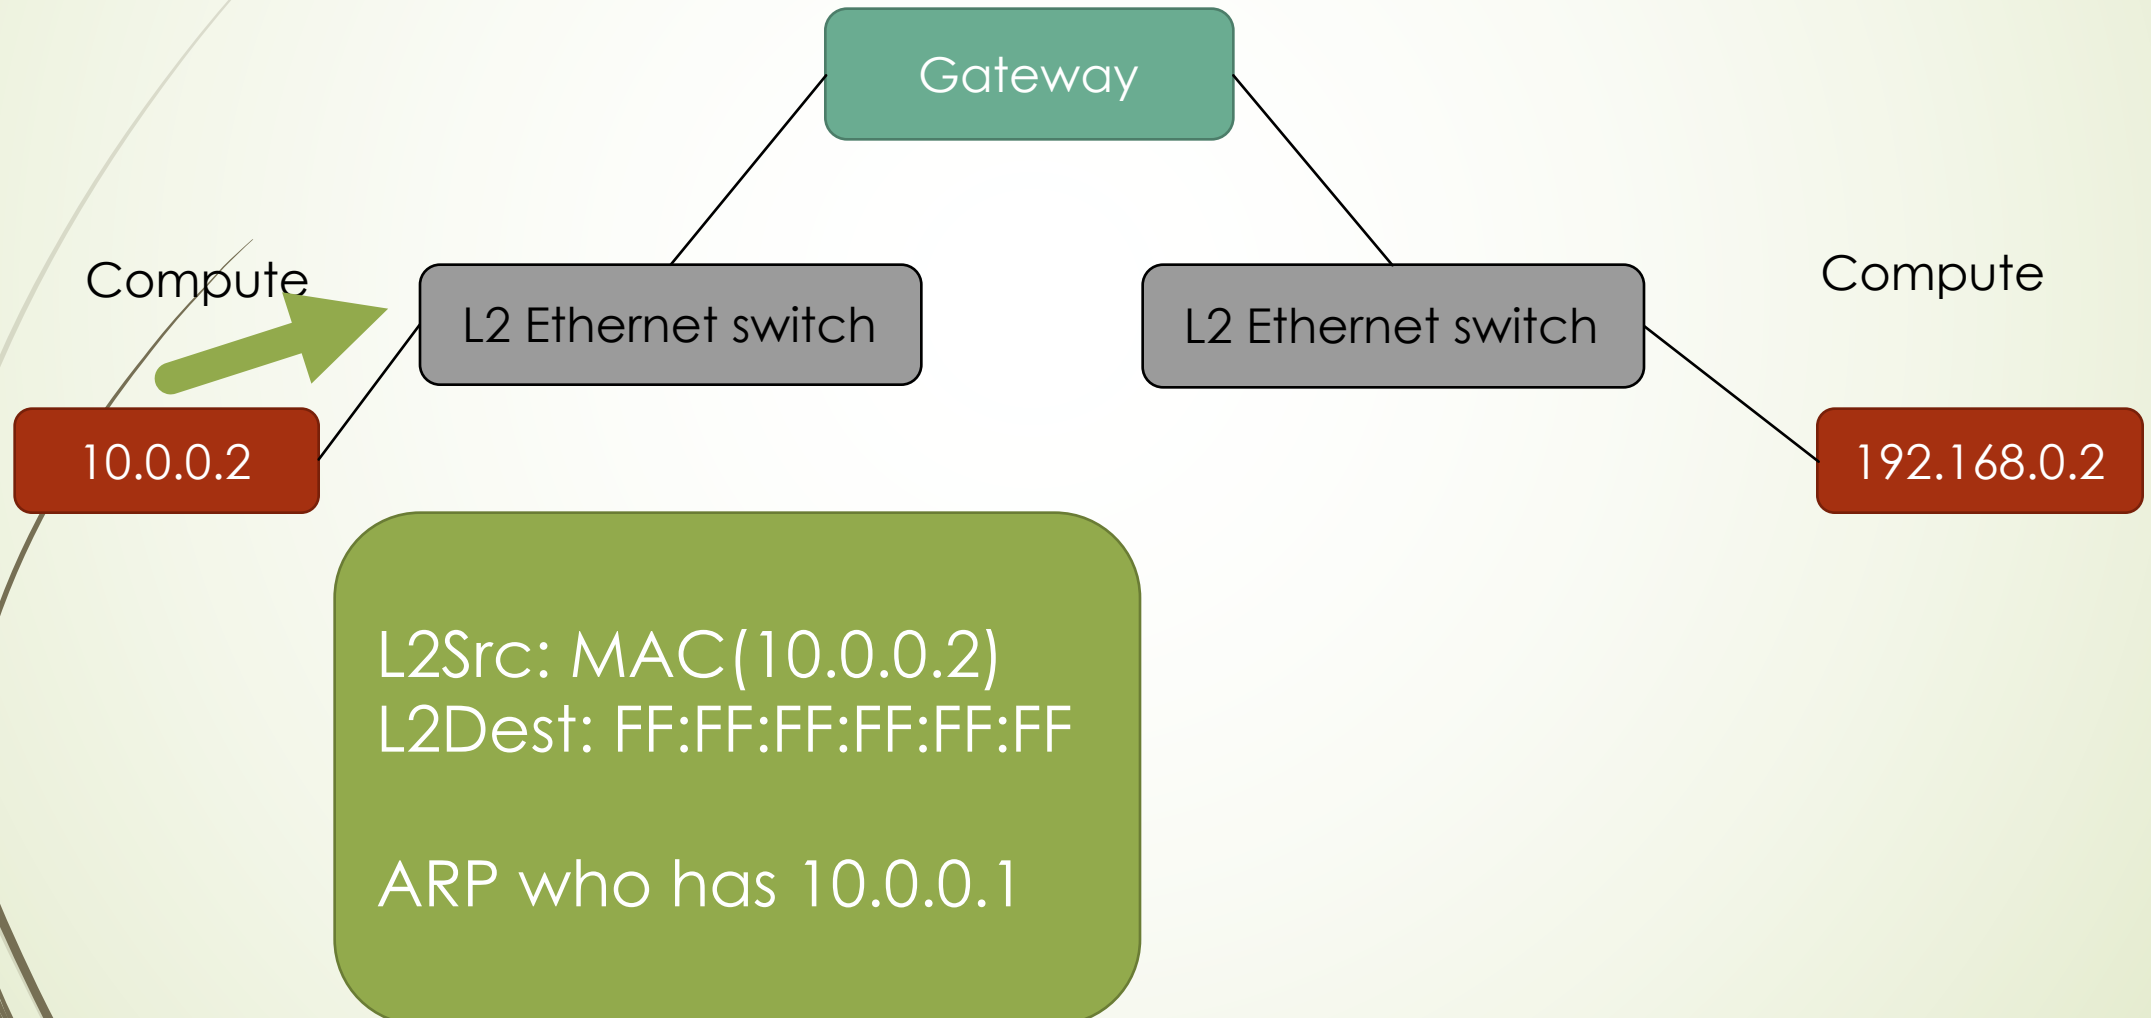 Gateway
Compute
Compute
L2 Ethernet switch
L2 Ethernet switch
10.0.0.2
192.168.0.2
L2Src: MAC(10.0.0.2)
L2Dest: FF:FF:FF:FF:FF:FF
ARP who has 10.0.0.1